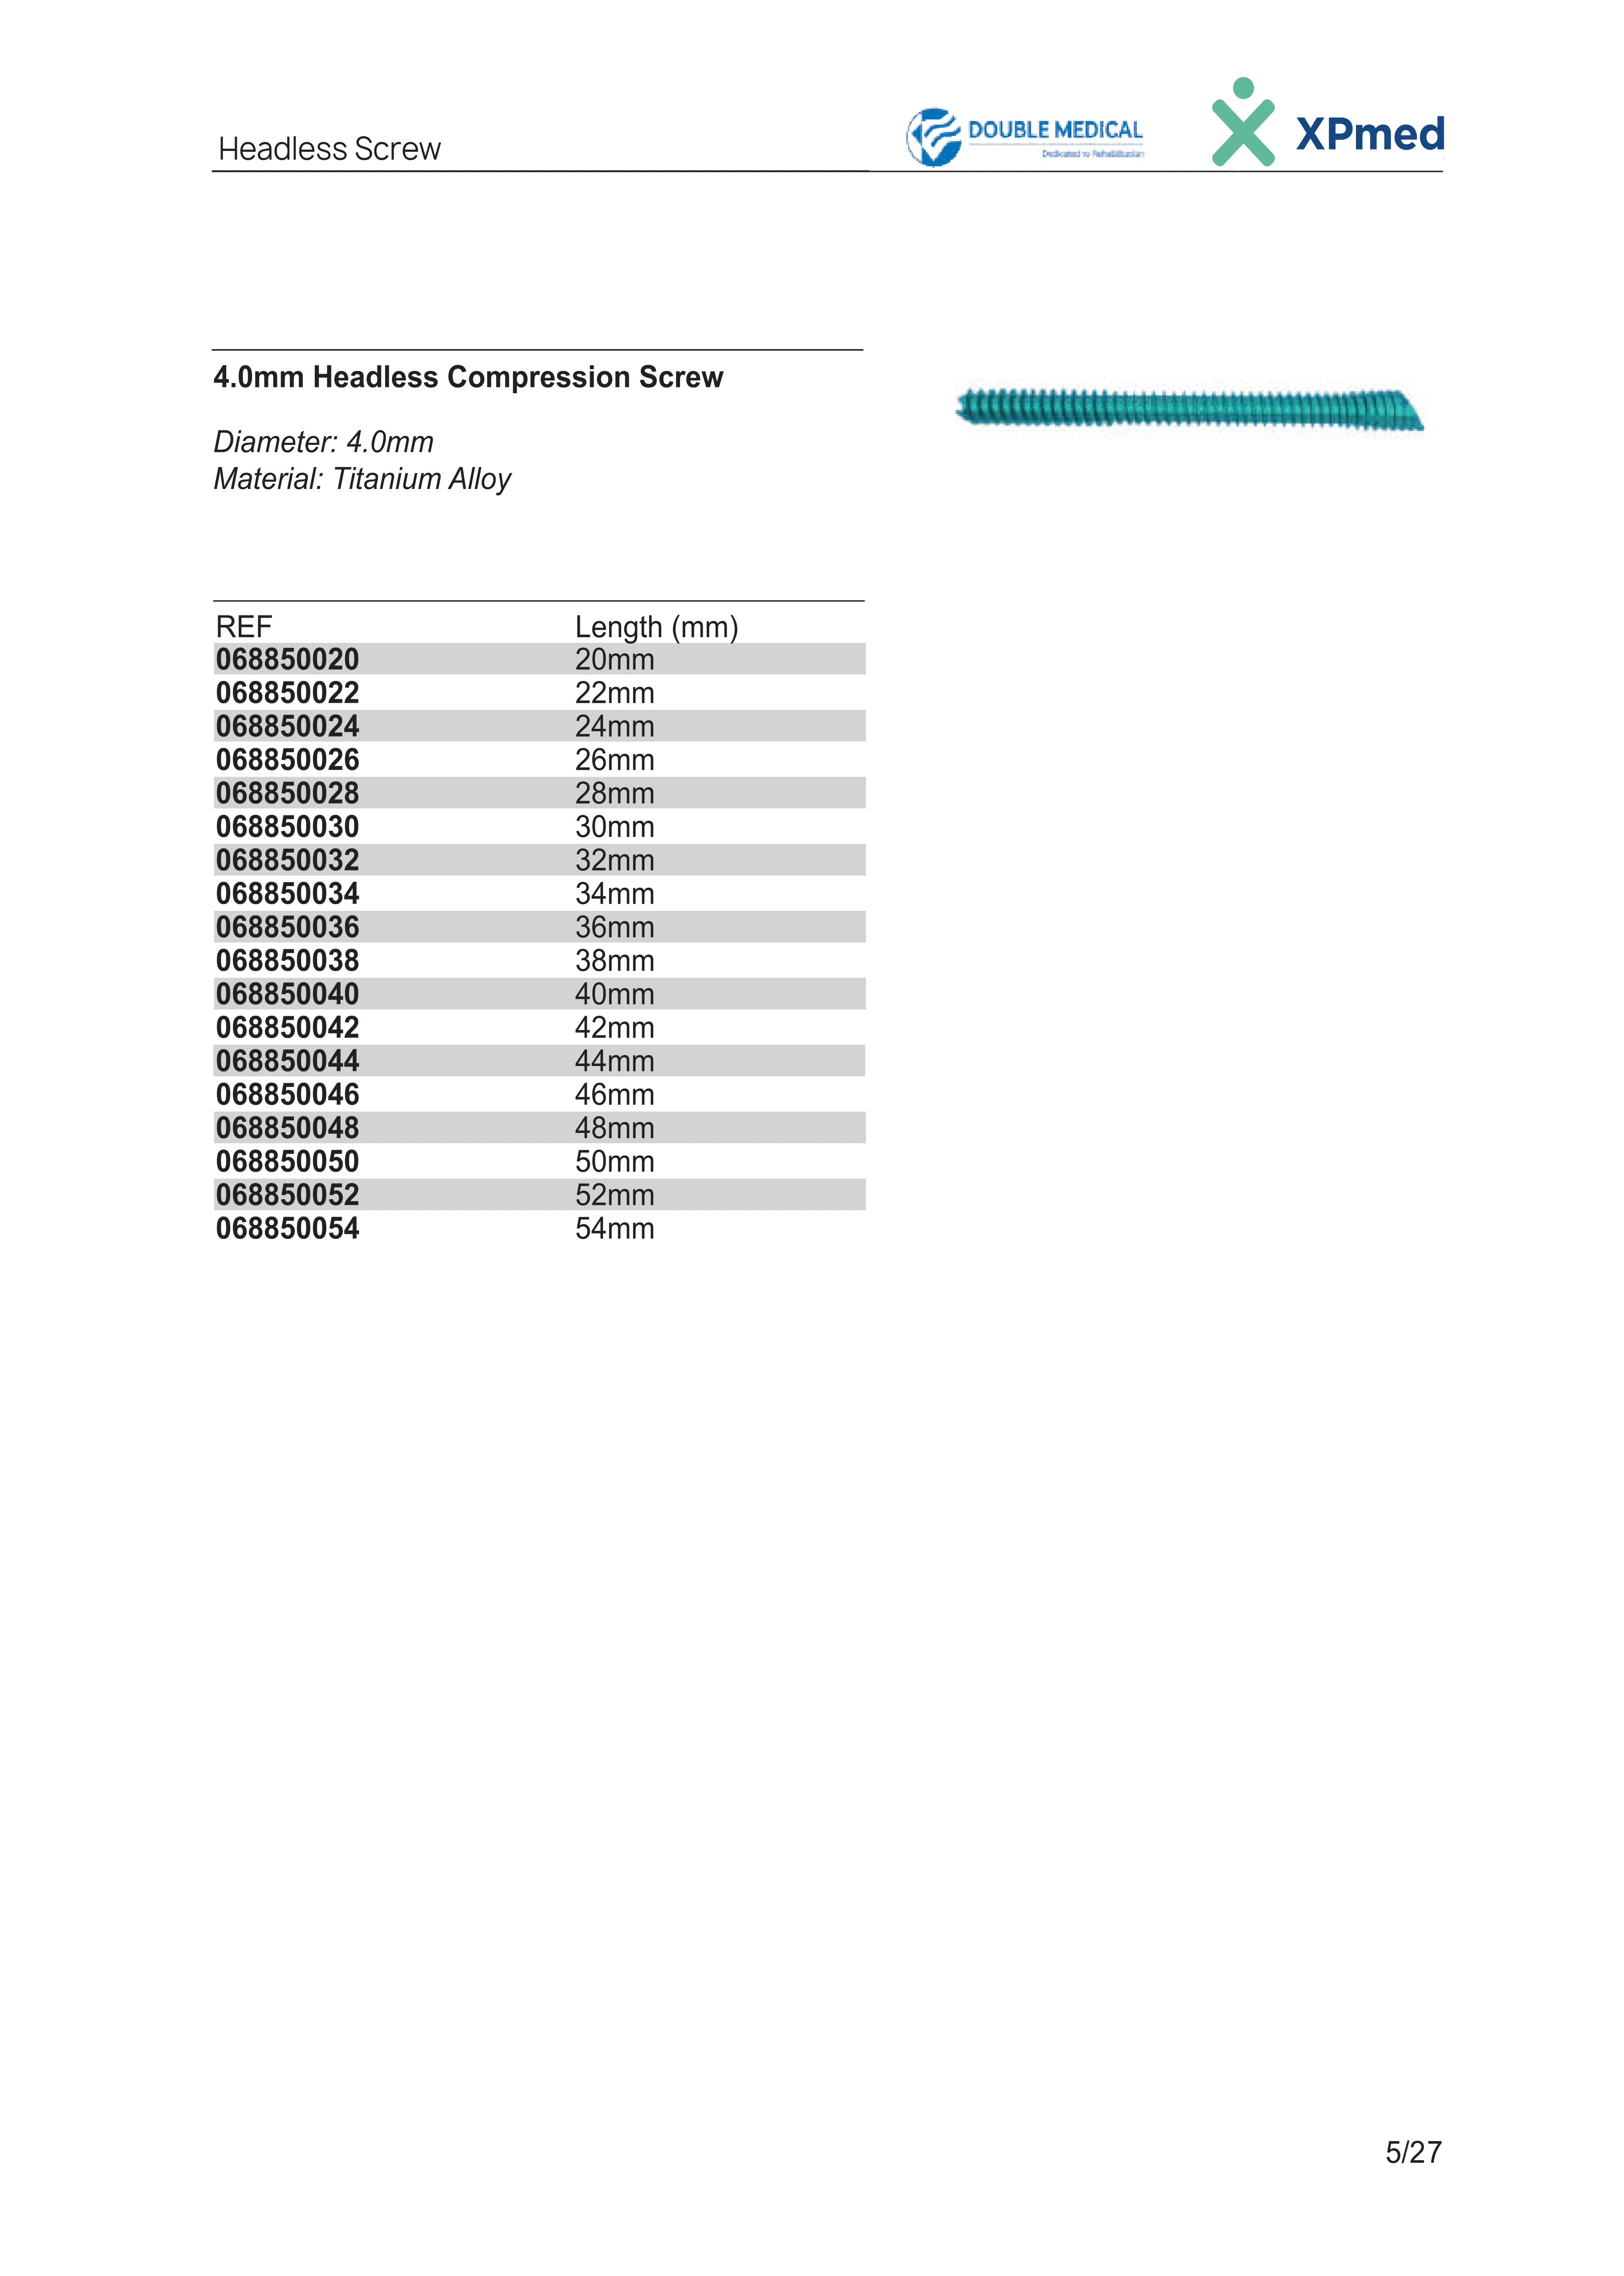 Headless Screw
DOUBLE MEDICAL
Dedicated to Rehabilitation
XPmed
4.0mm Headless Compression Screw
Diameter: 4.0mm
Material: Titanium Alloy
REF Length (mm)
068850020 20mm
068850022 22mm
068850024 24mm
068850026 26mm
068850028 28mm
068850030 30mm
068850032 32mm
068850034 34mm
068850036 36mm
068850038 38mm
068850040 40mm
068850042 42mm
068850044 44mm
068850046 46mm
068850048 48mm
068850050 50mm
068850052 52mm
068850054 54mm
5/27